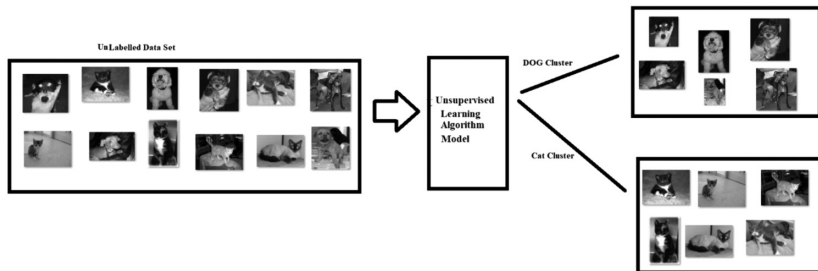 UnLabelled Data Set
DOG Cluster
Unsupervised
Learning
Algorithm
Model
Cat Cluster